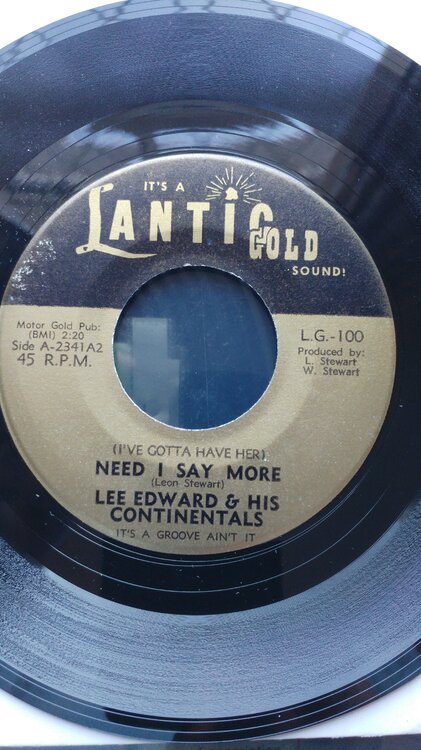 IT'S A
LANTIC GOLD
SOUND!
Motor Gold Pub:
(BMI) 2:20
Side A-2341A2
45 R.P.M.
L.G.-100
Produced by:
L. Stewart
W. Stewart
(I'VE GOTTA HAVE HER)
NEED I SAY MORE
(Leon Stewart)
LEE EDWARD & HIS
CONTINENTALS
IT'S A GROOVE AIN'T IT